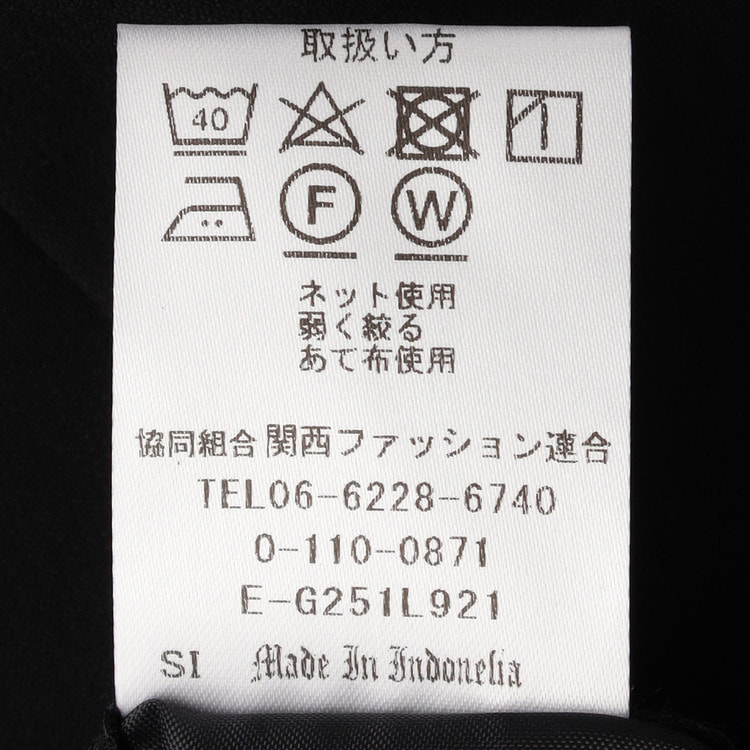 取扱い方
40
F W
ネット使用
弱く絞る
あて布使用
協同組合 関西ファッション連合
TEL06-6228-6740
0-110-0871
E-G251L921
SI Made In Indonelia